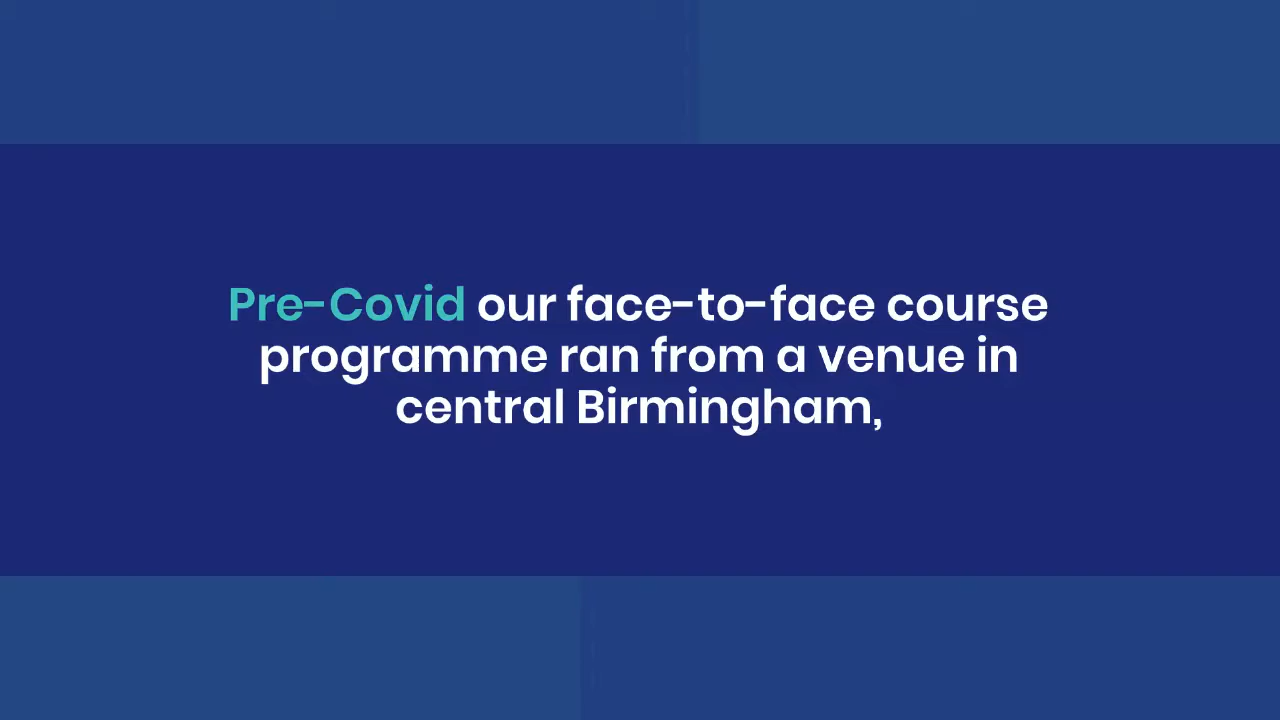 Pre-Covid our face-to-face course
programme ran from a venue in
central Birmingham,